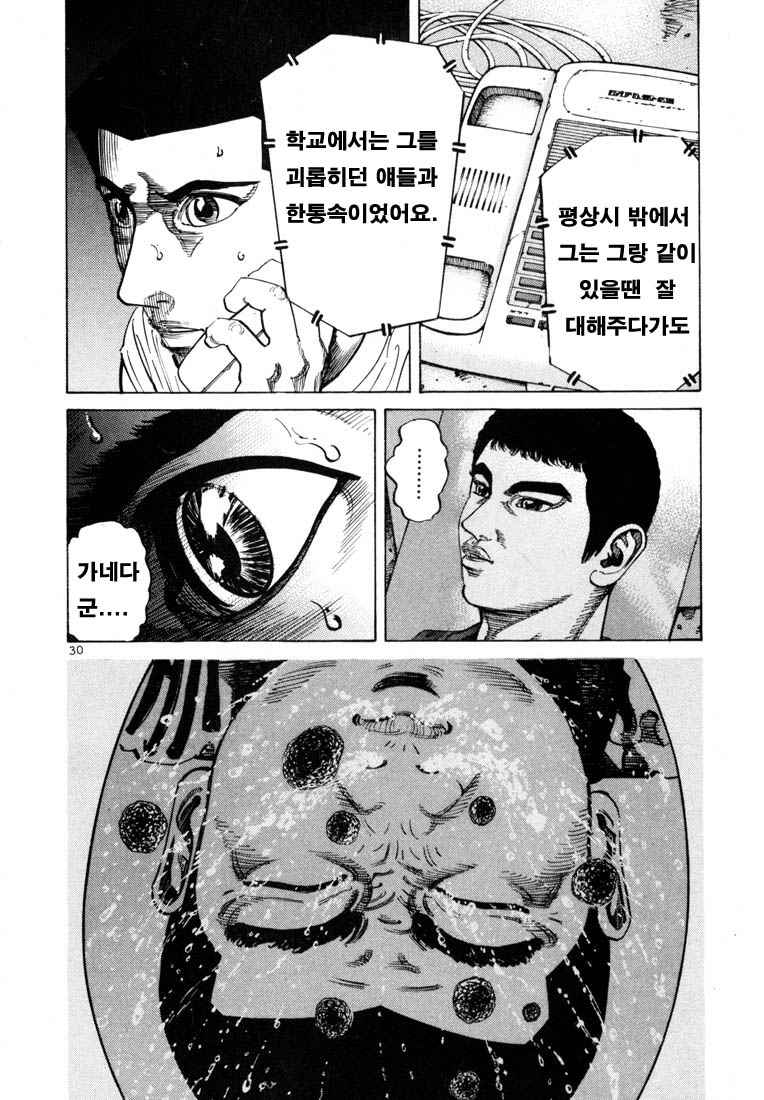 평상시 밖에서
그는 그랑 같이
있을땐 잘
대해주다가도
학교에서는 그를
괴롭히던 얘들과
한통속이었어요.
………
가네다
군....
30